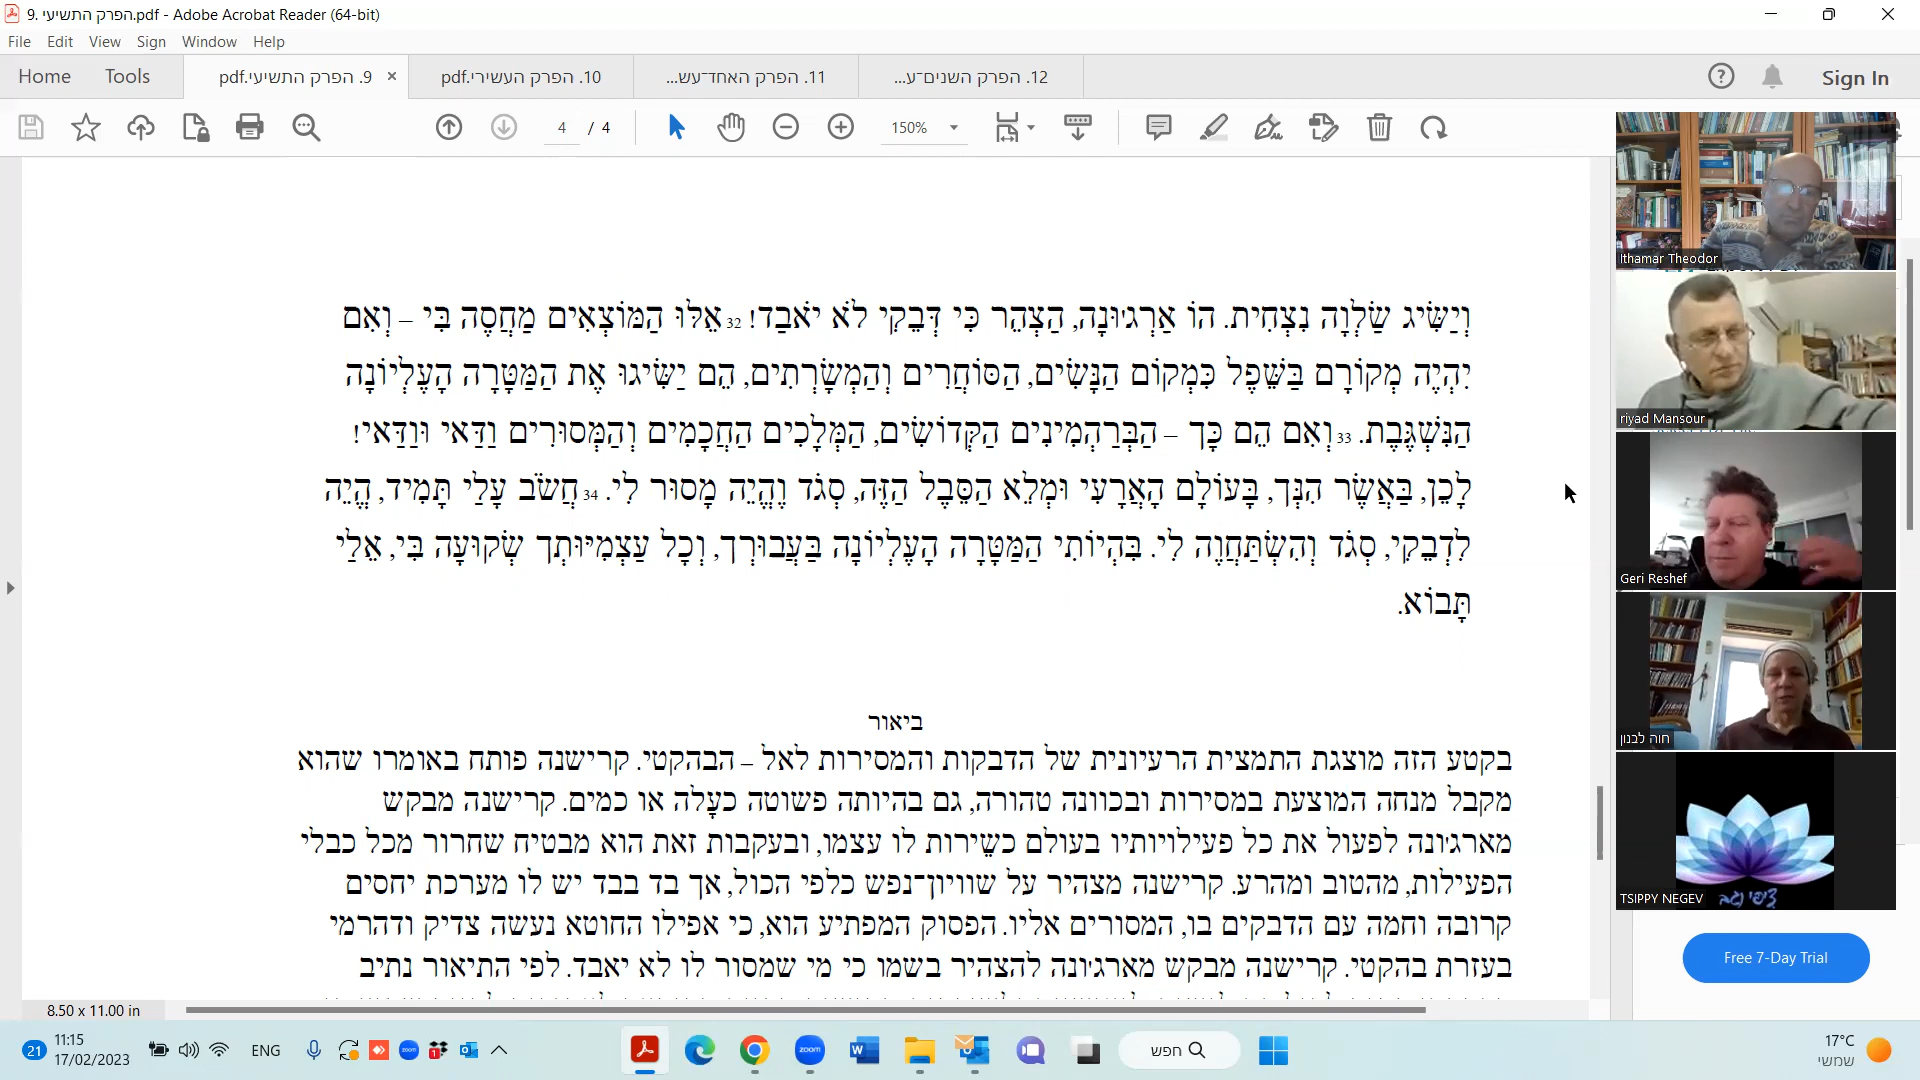 9. הפרק התשיעי.pdf - Adobe Acrobat Reader (64-bit)
File Edit View Sign Window Help
Home Tools 9. הפרק התשיעי.pdf × 10. הפרק העשירי.pdf 11. הפרק האחד־עש... 12. הפרק השנים־ע... Sign In
4 / 4 150%
וְיַשִּׂיג שַׁלְוָה נִצְחִית. הוֹ אַרְג׳וּנָה, הַצְהֵר כִּי דְּבֵקִי לֹא יֹאבַד! 32 אֵלּוּ הַמּוֹצְאִים מַחֲסֶה בִּי – וְאִם
יִהְיֶה מְקוֹרָם בַּשֵּׁפֶל כִּמְקוֹם הַנָּשִׁים, הַסּוֹחֲרִים וְהַמְשָׁרְתִים, הֵם יַשִּׂיגוּ אֶת הַמַּטָּרָה הָעֶלְיוֹנָה
הַנִּשְׂגֶּבֶת. 33 וְאִם הֵם כָּךְ – הַבְּרַהְמִינִים הַקְּדוֹשִׁים, הַמְּלָכִים הַחֲכָמִים וְהַמְּסוּרִים וַדַּאי וּוַדַּאי!
לָכֵן, בַּאֲשֶׁר הִנְּךָ, בָּעוֹלָם הָאֲרָעִי וּמְלֵא הַסֵּבֶל הַזֶּה, סְגֹד וֶהֱיֵה מָסוּר לִי. 34 חֲשֹׁב עָלַי תָּמִיד, הֱיֵה
לִדְבֵקִי, סְגֹד וְהִשְׁתַּחֲוֶה לִי. בִּהְיוֹתִי הַמַּטָּרָה הָעֶלְיוֹנָה בַּעֲבוּרְךָ, וְכָל עַצְמִיּוּתְךָ שְׁקוּעָה בִּי, אֵלַי
תָּבוֹא.
ביאור
בקטע הזה מוצגת התמצית הרעיונית של הדבקות והמסירות לאל – הבהקטי. קרישנה פותח באומרו שהוא
מקבל מנחה המוצעת במסירות ובכוונה טהורה, גם בהיותה פשוטה כעָלה או כמים. קרישנה מבקש
מארג׳ונה לפעול את כל פעילויותיו בעולם כשֵירות לו עצמו, ובעקבות זאת הוא מבטיח שחרור מכל כבלי
הפעילות, מהטוב ומהרע. קרישנה מצהיר על שוויון־נפש כלפי הכול, אך בד בבד יש לו מערכת יחסים
קרובה וחמה עם הדבקים בו, המסורים אליו. הפסוק המפתיע הוא, כי אפילו החוטא נעשה צדיק ודהרמי
בעזרת בהקטי. קרישנה מבקש מארג׳ונה להצהיר בשמו כי מי שמסור לו לא יאבד. לפי התיאור נתיב
8.50 x 11.00 in
Ithamar Theodor
riyad Mansour
Geri Reshef
חוה לבנון
TSIPPY NEGEV
ציפי נגב
Free 7-Day Trial
21 11:15
17/02/2023
ENG
zoom
1
zoom
חפש
17°C
שמשי